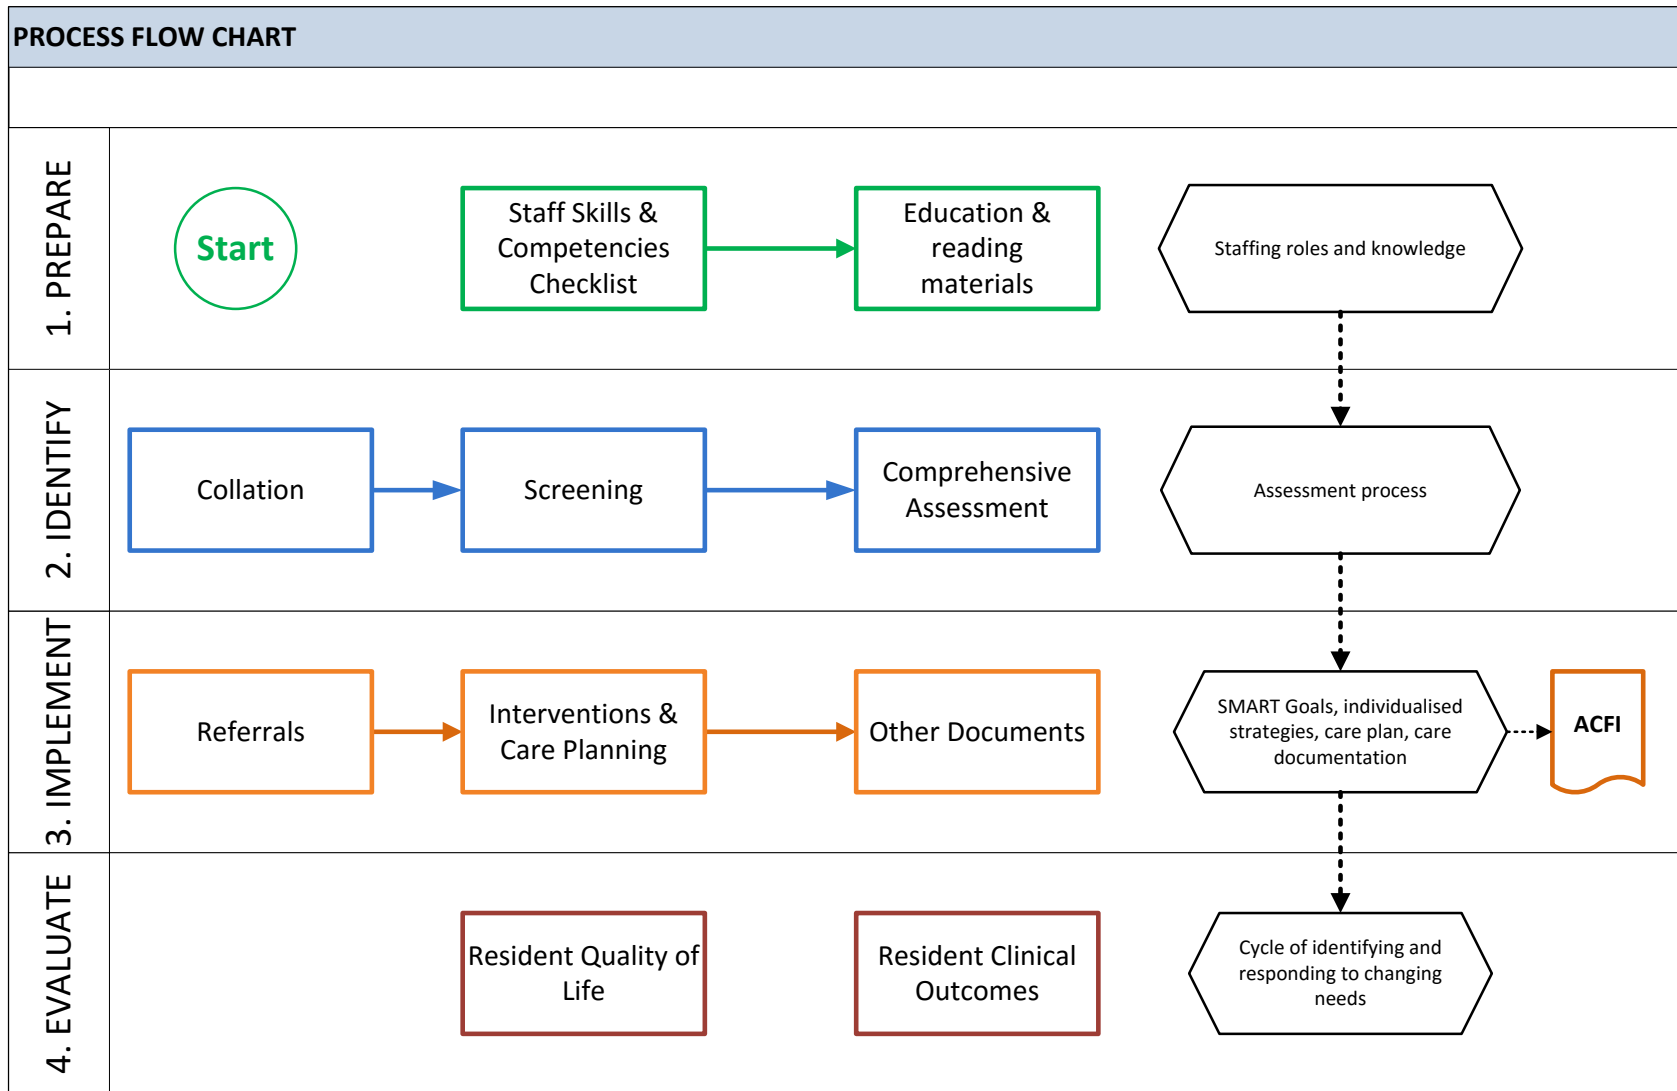 PROCESS FLOW CHART
1. PREPARE
Start
Staff Skills &
Competencies
Checklist
Education &
reading
materials
Staffing roles and knowledge
2. IDENTIFY
Collation
Screening
Comprehensive
Assessment
Assessment process
3. IMPLEMENT
Referrals
Interventions &
Care Planning
Other Documents
SMART Goals, individualised
strategies, care plan, care
documentation
ACFI
4. EVALUATE
Resident Quality of
Life
Resident Clinical
Outcomes
Cycle of identifying and
responding to changing
needs